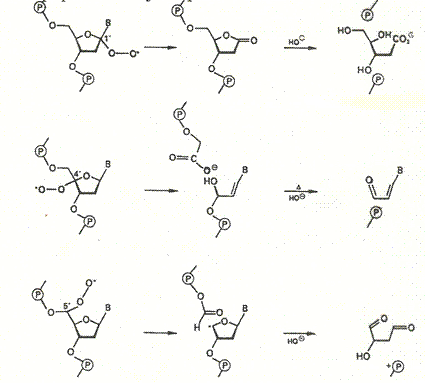 P O O B 1' O O• P
P O O O P
HO⊖
P HO OH CO2⊖ HO P
P O 4' •O O O B O P
P O O O⊖ HO B O P
Δ HO⊖
O B P
O• P O 5' O O B O P
P O O H O B O P
HO⊖
O O HO + P